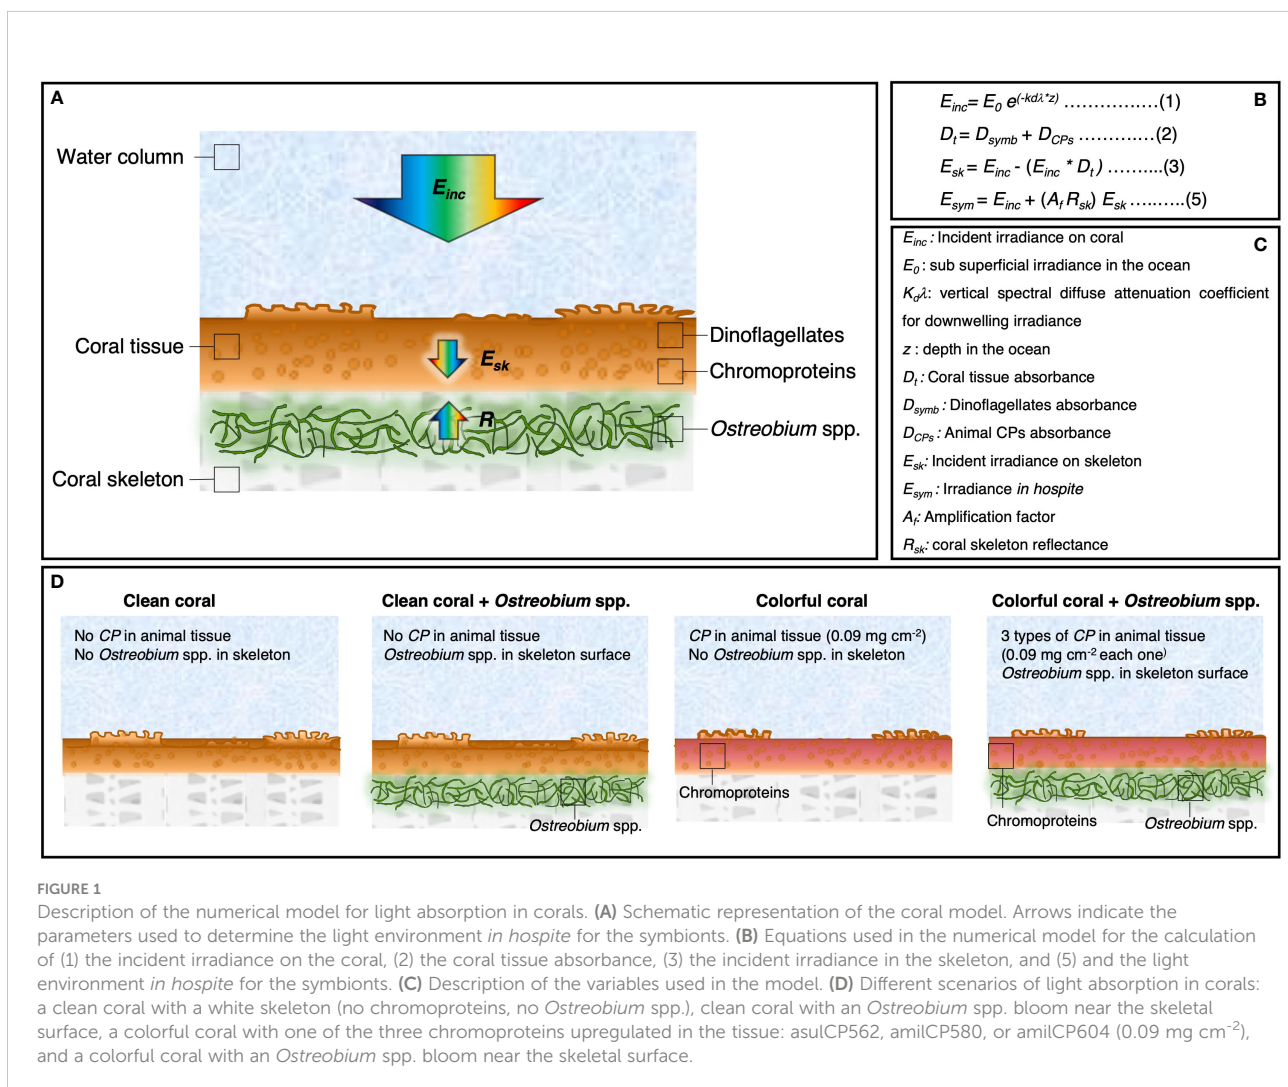 A
Water column
E_inc
Coral tissue
E_sk
Dinoflagellates
Chromoproteins
R
Ostreobium spp.
Coral skeleton
B
E_inc = E_0 e^(-kdλ*z) ……………(1)
D_t = D_symb + D_CPs …………(2)
E_sk = E_inc - (E_inc * D_t) ………...(3)
E_sym = E_inc + (A_f R_sk) E_sk ……….(5)
C
E_inc : Incident irradiance on coral
E_0 : sub superficial irradiance in the ocean
K_dλ: vertical spectral diffuse attenuation coefficient
for downwelling irradiance
z : depth in the ocean
D_t : Coral tissue absorbance
D_symb : Dinoflagellates absorbance
D_CPs : Animal CPs absorbance
E_sk : Incident irradiance on skeleton
E_sym : Irradiance in hospite
A_f: Amplification factor
R_sk: coral skeleton reflectance
D
Clean coral
No CP in animal tissue
No Ostreobium spp. in skeleton
Clean coral + Ostreobium spp.
No CP in animal tissue
Ostreobium spp. in skeleton surface
Ostreobium spp.
Colorful coral
CP in animal tissue (0.09 mg cm⁻²)
No Ostreobium spp. in skeleton
Chromoproteins
Colorful coral + Ostreobium spp.
3 types of CP in animal tissue
(0.09 mg cm⁻² each one)
Ostreobium spp. in skeleton surface
Chromoproteins
Ostreobium spp.
FIGURE 1
Description of the numerical model for light absorption in corals. (A) Schematic representation of the coral model. Arrows indicate the
parameters used to determine the light environment in hospite for the symbionts. (B) Equations used in the numerical model for the calculation
of (1) the incident irradiance on the coral, (2) the coral tissue absorbance, (3) the incident irradiance in the skeleton, and (5) and the light
environment in hospite for the symbionts. (C) Description of the variables used in the model. (D) Different scenarios of light absorption in corals:
a clean coral with a white skeleton (no chromoproteins, no Ostreobium spp.), clean coral with an Ostreobium spp. bloom near the skeletal
surface, a colorful coral with one of the three chromoproteins upregulated in the tissue: asulCP562, amilCP580, or amilCP604 (0.09 mg cm⁻²),
and a colorful coral with an Ostreobium spp. bloom near the skeletal surface.